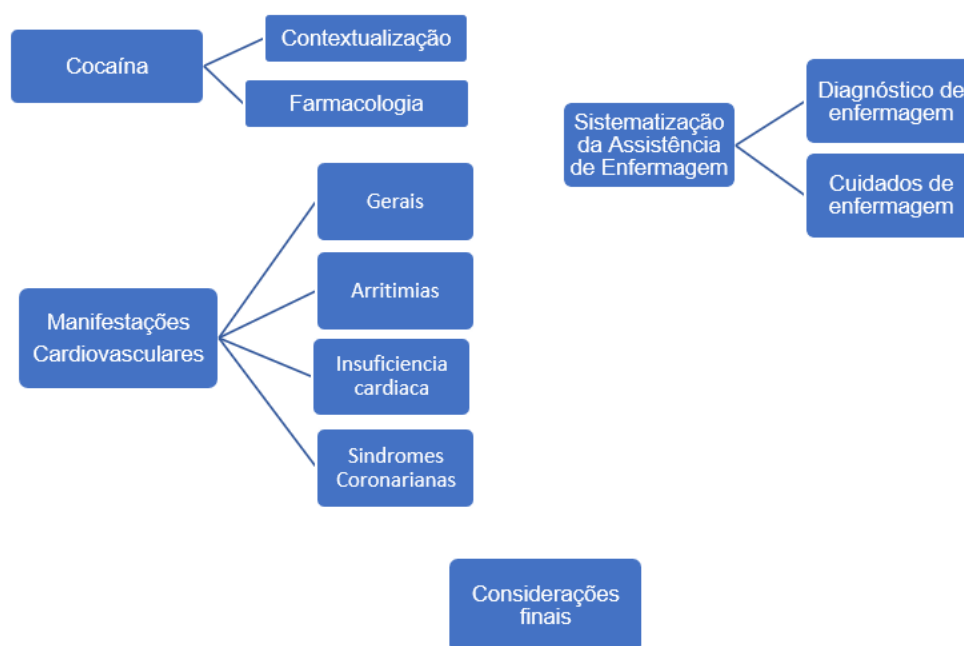 Cocaína
Contextualização
Farmacologia
Manifestações
Cardiovasculares
Gerais
Arritimias
Insuficiencia
cardiaca
Sindromes
Coronarianas
Sistematização
da Assistência
de Enfermagem
Diagnóstico de
enfermagem
Cuidados de
enfermagem
Considerações
finais